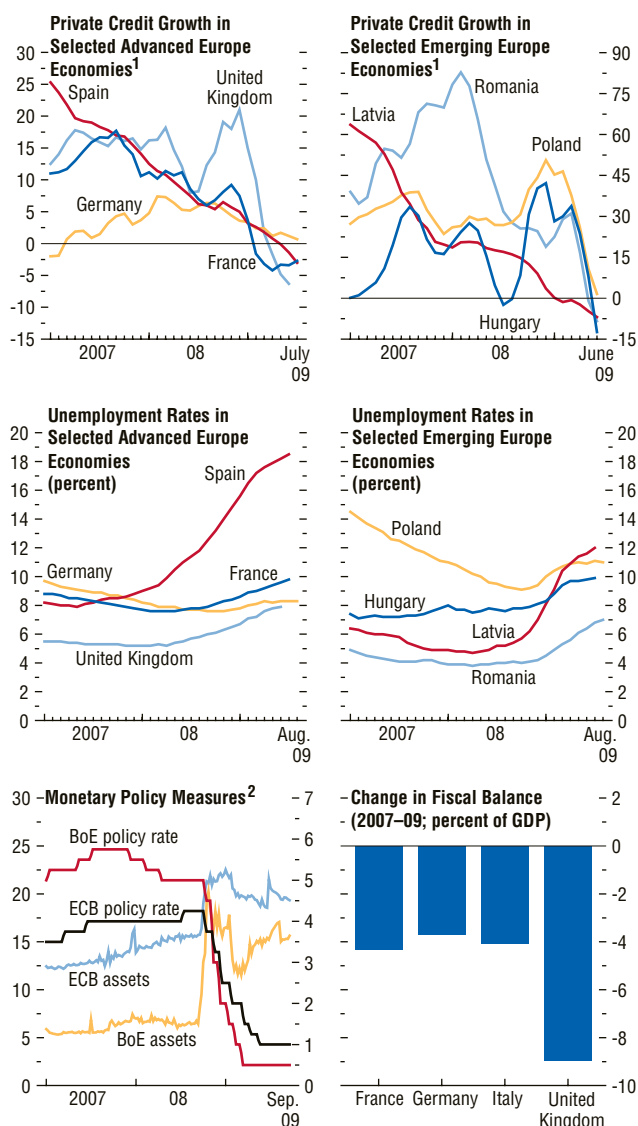 Private Credit Growth in
Selected Advanced Europe
Economies1
30
25
20
15
10
5
0
-5
-10
-15
Spain
United
Kingdom
Germany
France
2007
08
July
09
Private Credit Growth in
Selected Emerging Europe
Economies1
90
75
60
45
30
15
0
-15
Romania
Latvia
Poland
Hungary
2007
08
June
09
Unemployment Rates in
Selected Advanced Europe
Economies
(percent)
20
18
16
14
12
10
8
6
4
2
0
Spain
Germany
France
United Kingdom
2007
08
Aug.
09
Unemployment Rates in
Selected Emerging Europe
Economies
(percent)
20
18
16
14
12
10
8
6
4
2
0
Poland
Hungary
Latvia
Romania
2007
08
Aug.
09
Monetary Policy Measures2
30
25
20
15
10
5
0
7
6
5
4
3
2
1
0
BoE policy rate
ECB policy rate
ECB assets
BoE assets
2007
08
Sep.
09
Change in Fiscal Balance
(2007–09; percent of GDP)
2
0
-2
-4
-6
-8
-10
France
Germany
Italy
United
Kingdom